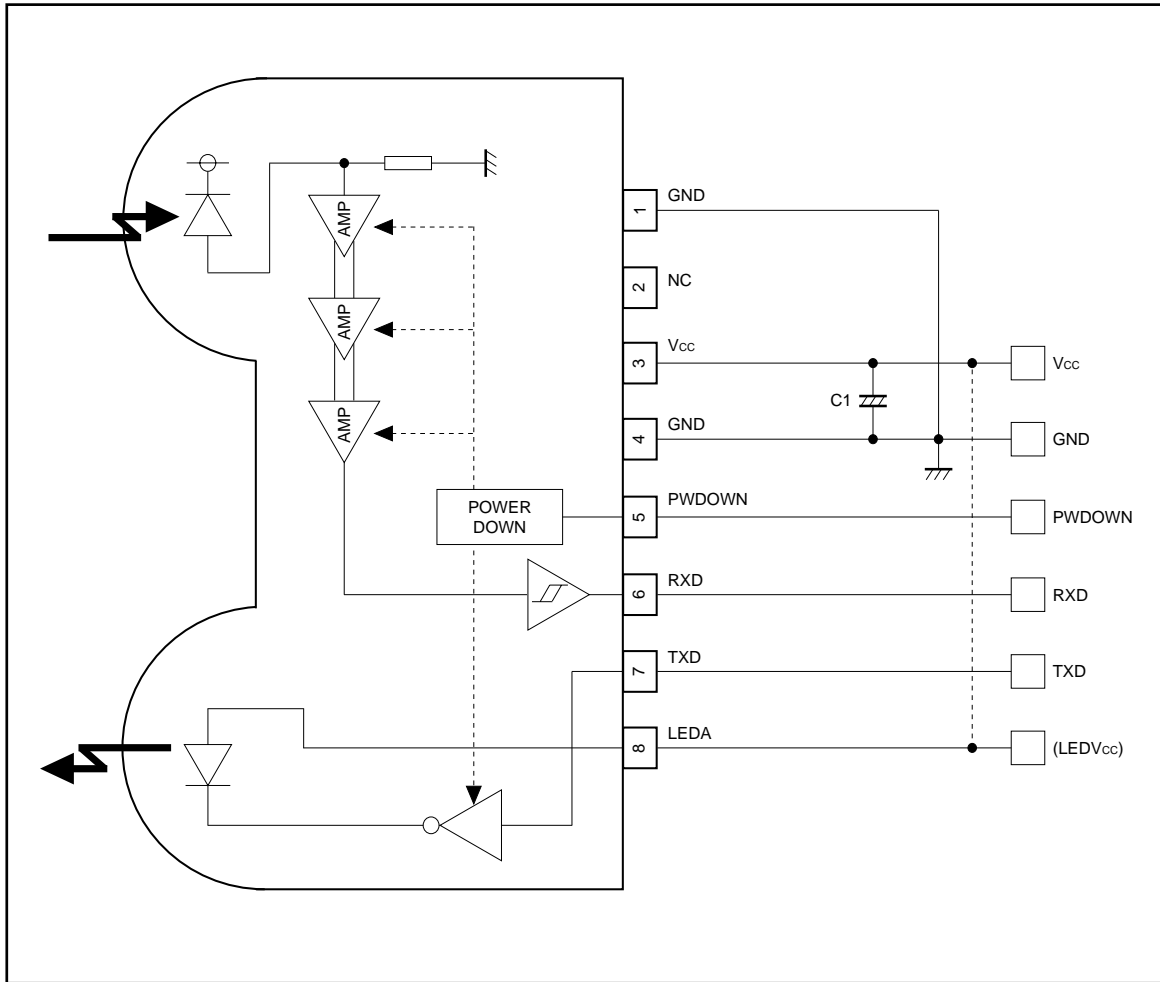 AMP
AMP
AMP
POWER
DOWN
1
GND
2
NC
3
Vcc
4
GND
5
PWDOWN
6
RXD
7
TXD
8
LEDA
C1
Vcc
GND
PWDOWN
RXD
TXD
(LEDVcc)